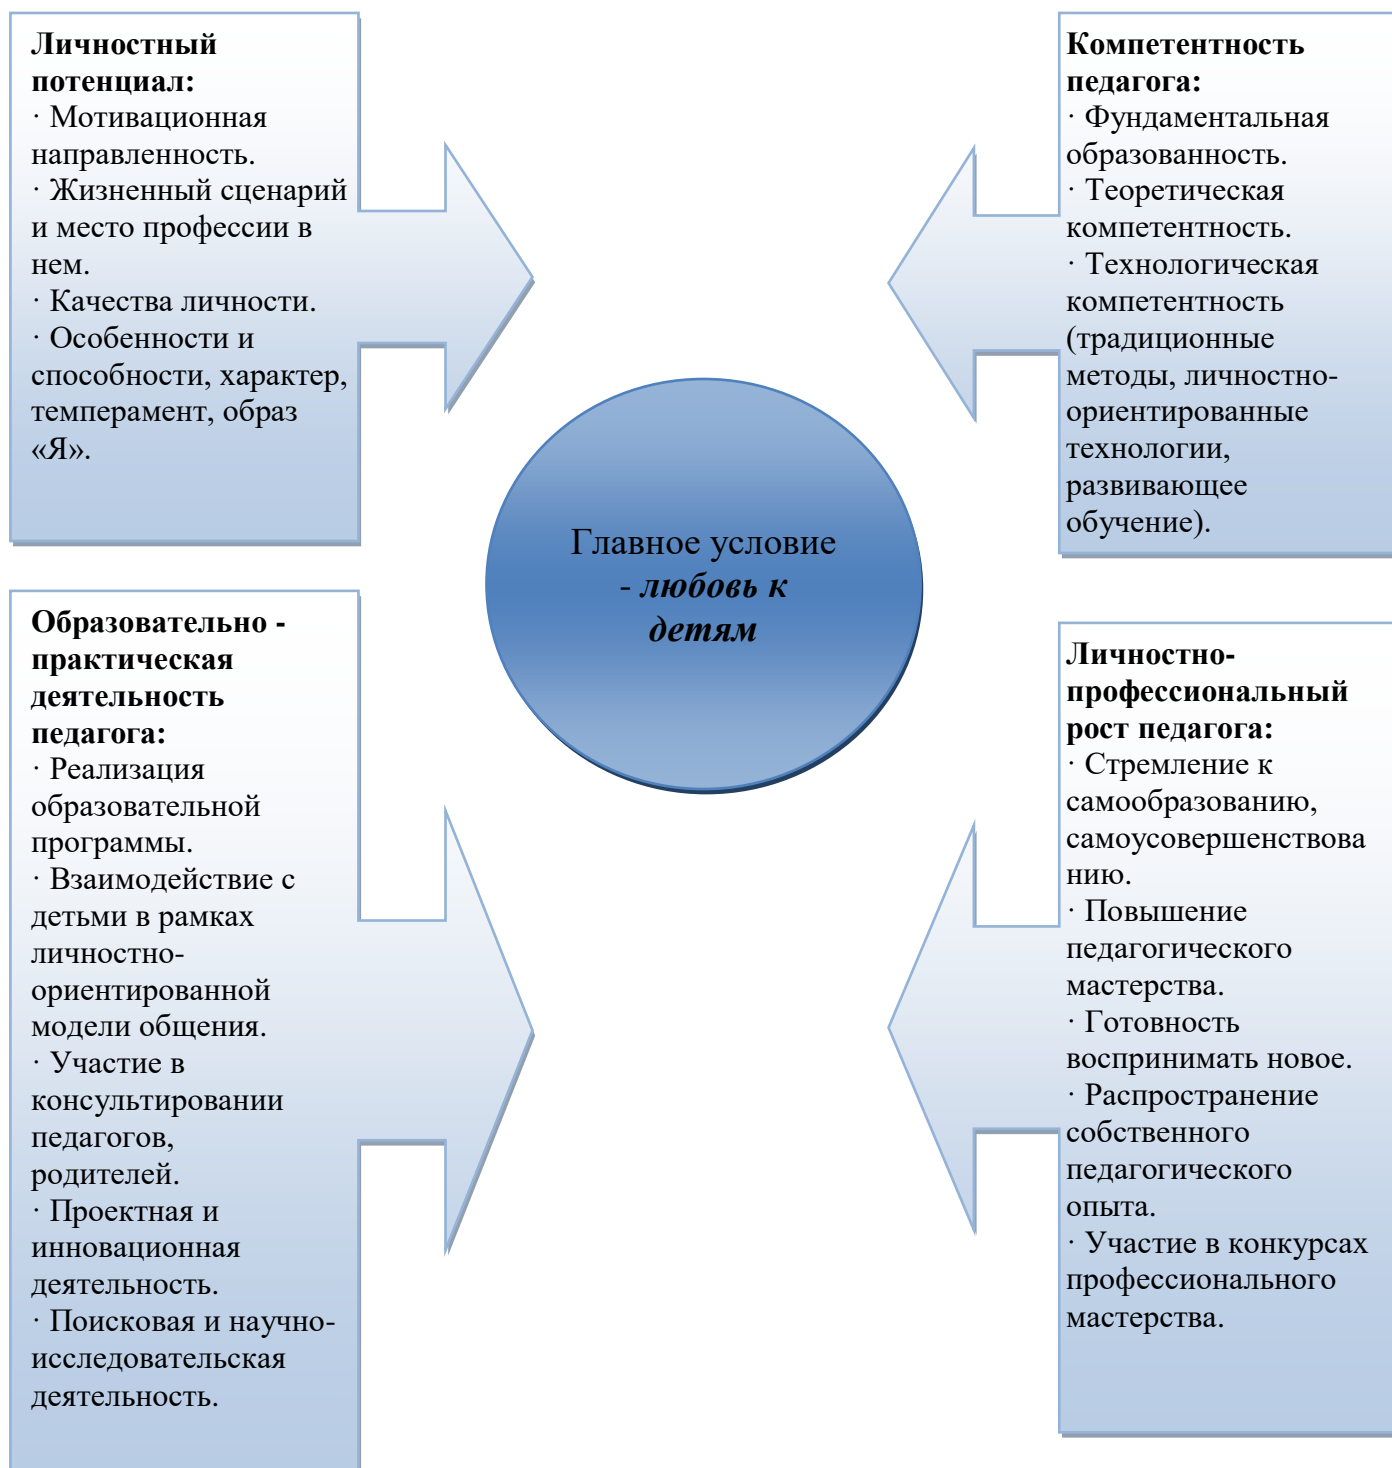 Личностный
потенциал:
· Мотивационная
направленность.
· Жизненный сценарий
и место профессии в
нем.
· Качества личности.
· Особенности и
способности, характер,
темперамент, образ
«Я».
Компетентность
педагога:
· Фундаментальная
образованность.
· Теоретическая
компетентность.
· Технологическая
компетентность
(традиционные
методы, личностно-
ориентированные
технологии,
развивающее
обучение).
Главное условие
- любовь к
детям
Образовательно -
практическая
деятельность
педагога:
· Реализация
образовательной
программы.
· Взаимодействие с
детьми в рамках
личностно-
ориентированной
модели общения.
· Участие в
консультировании
педагогов,
родителей.
· Проектная и
инновационная
деятельность.
· Поисковая и научно-
исследовательская
деятельность.
Личностно-
профессиональный
рост педагога:
· Стремление к
самообразованию,
самоусовершенствова
нию.
· Повышение
педагогического
мастерства.
· Готовность
воспринимать новое.
· Распространение
собственного
педагогического
опыта.
· Участие в конкурсах
профессионального
мастерства.